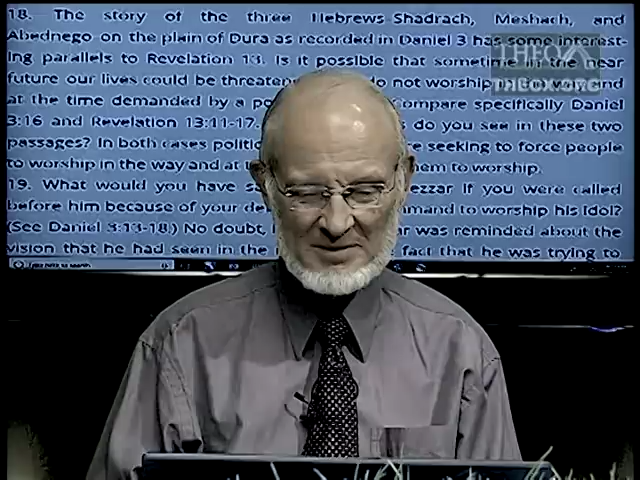 18. The story of the three Hebrews Shadrach, Meshach, and
Abednego on the plain of Dura as recorded in Daniel 3 has some interest-
ing parallels to Revelation 13. Is it possible that sometime in the near
future our lives could be threaten do not worship
at the time demanded by a po compare specifically Daniel
3:16 and Revelation 13:11-17. do you see in these two
passages? In both cases politic are seeking to force people
to worship in the way and at them to worship.
19. What would you have s ezzar if you were called
before him because of your de mand to worship his idol?
(See Daniel 3:13-18.) No doubt, ar was reminded about the
vision that he had seen in the fact that he was trying to
THEOX
THEOX.ORG